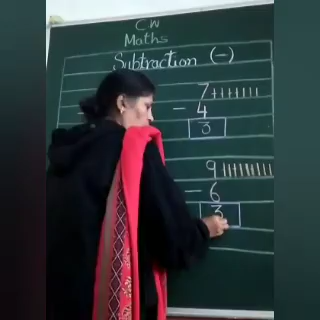 CW
Maths
Subtraction (-)
7
- 4
3
9
- 6
3